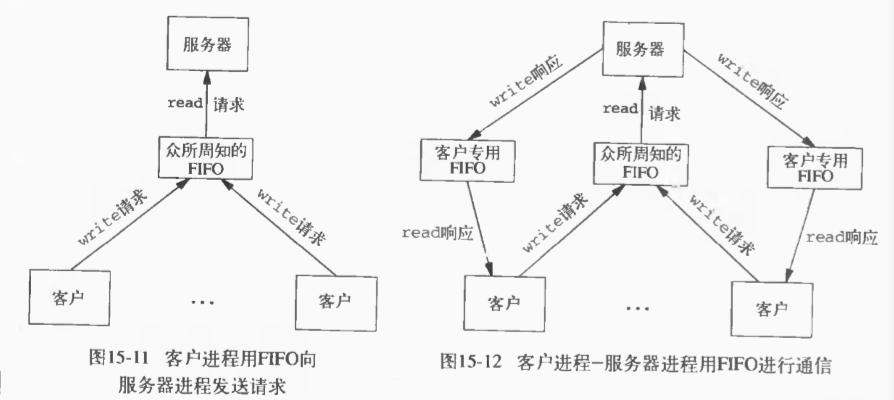 服务器
read 请求
众所周知的
FIFO
write请求
write请求
客户
...
客户
图15-11 客户进程用FIFO向
服务器进程发送请求
服务器
write响应
write响应
read 请求
客户专用
FIFO
众所周知的
FIFO
客户专用
FIFO
read响应
write请求
write请求
read响应
客户
...
客户
图15-12 客户进程-服务器进程用FIFO进行通信